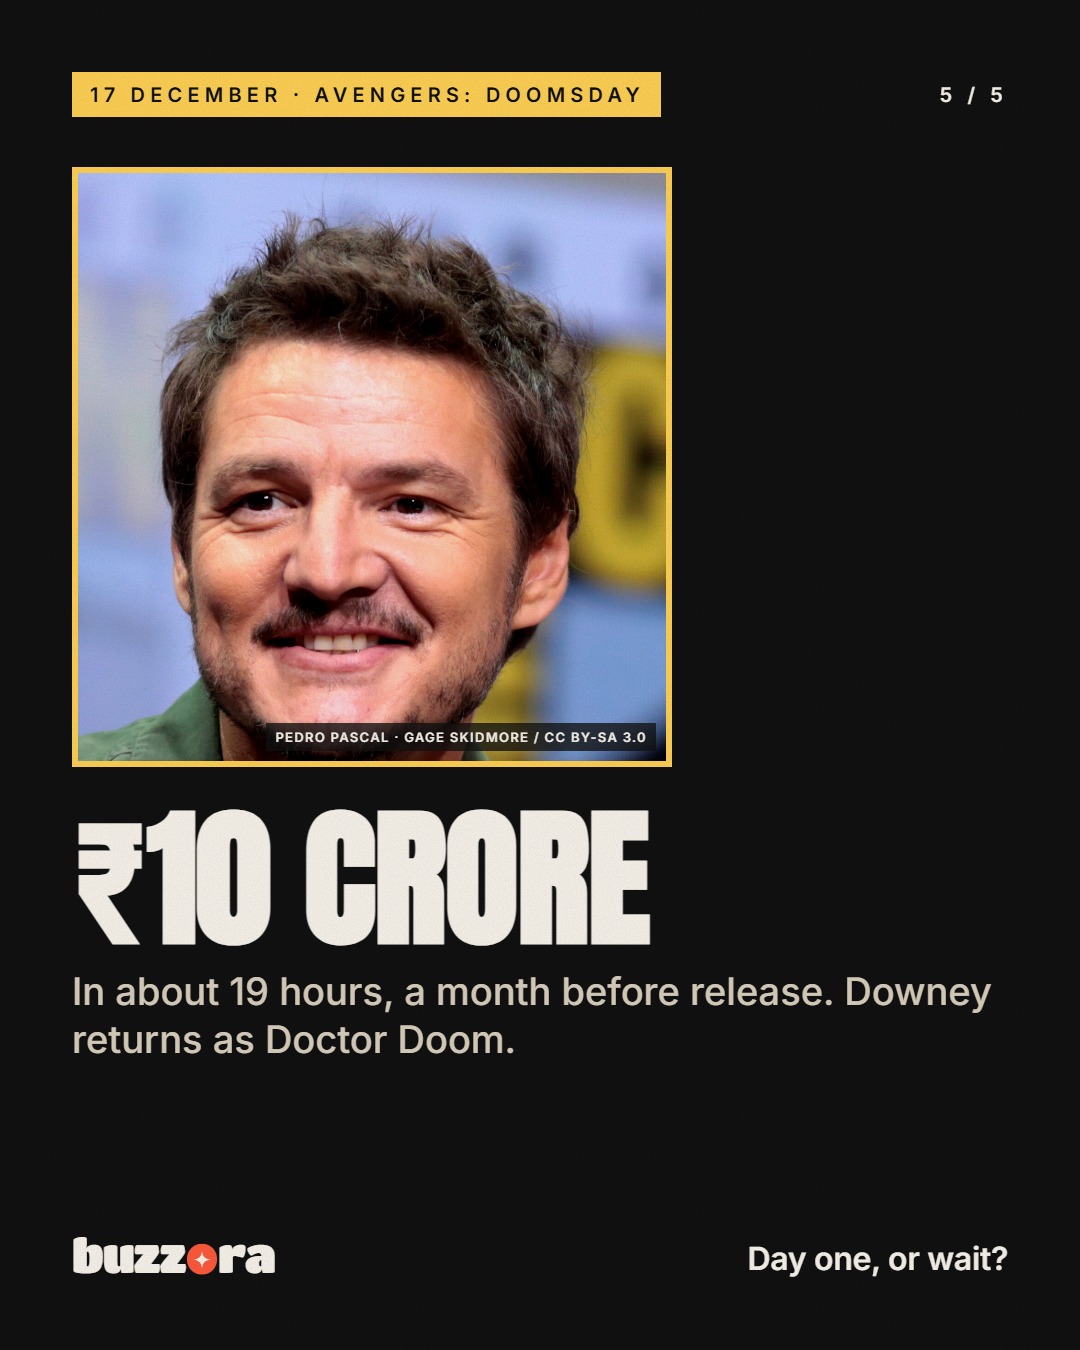 17 DECEMBER · AVENGERS: DOOMSDAY
5 / 5
PEDRO PASCAL · GAGE SKIDMORE / CC BY-SA 3.0
₹10 CRORE
In about 19 hours, a month before release. Downey
returns as Doctor Doom.
buzzora
Day one, or wait?